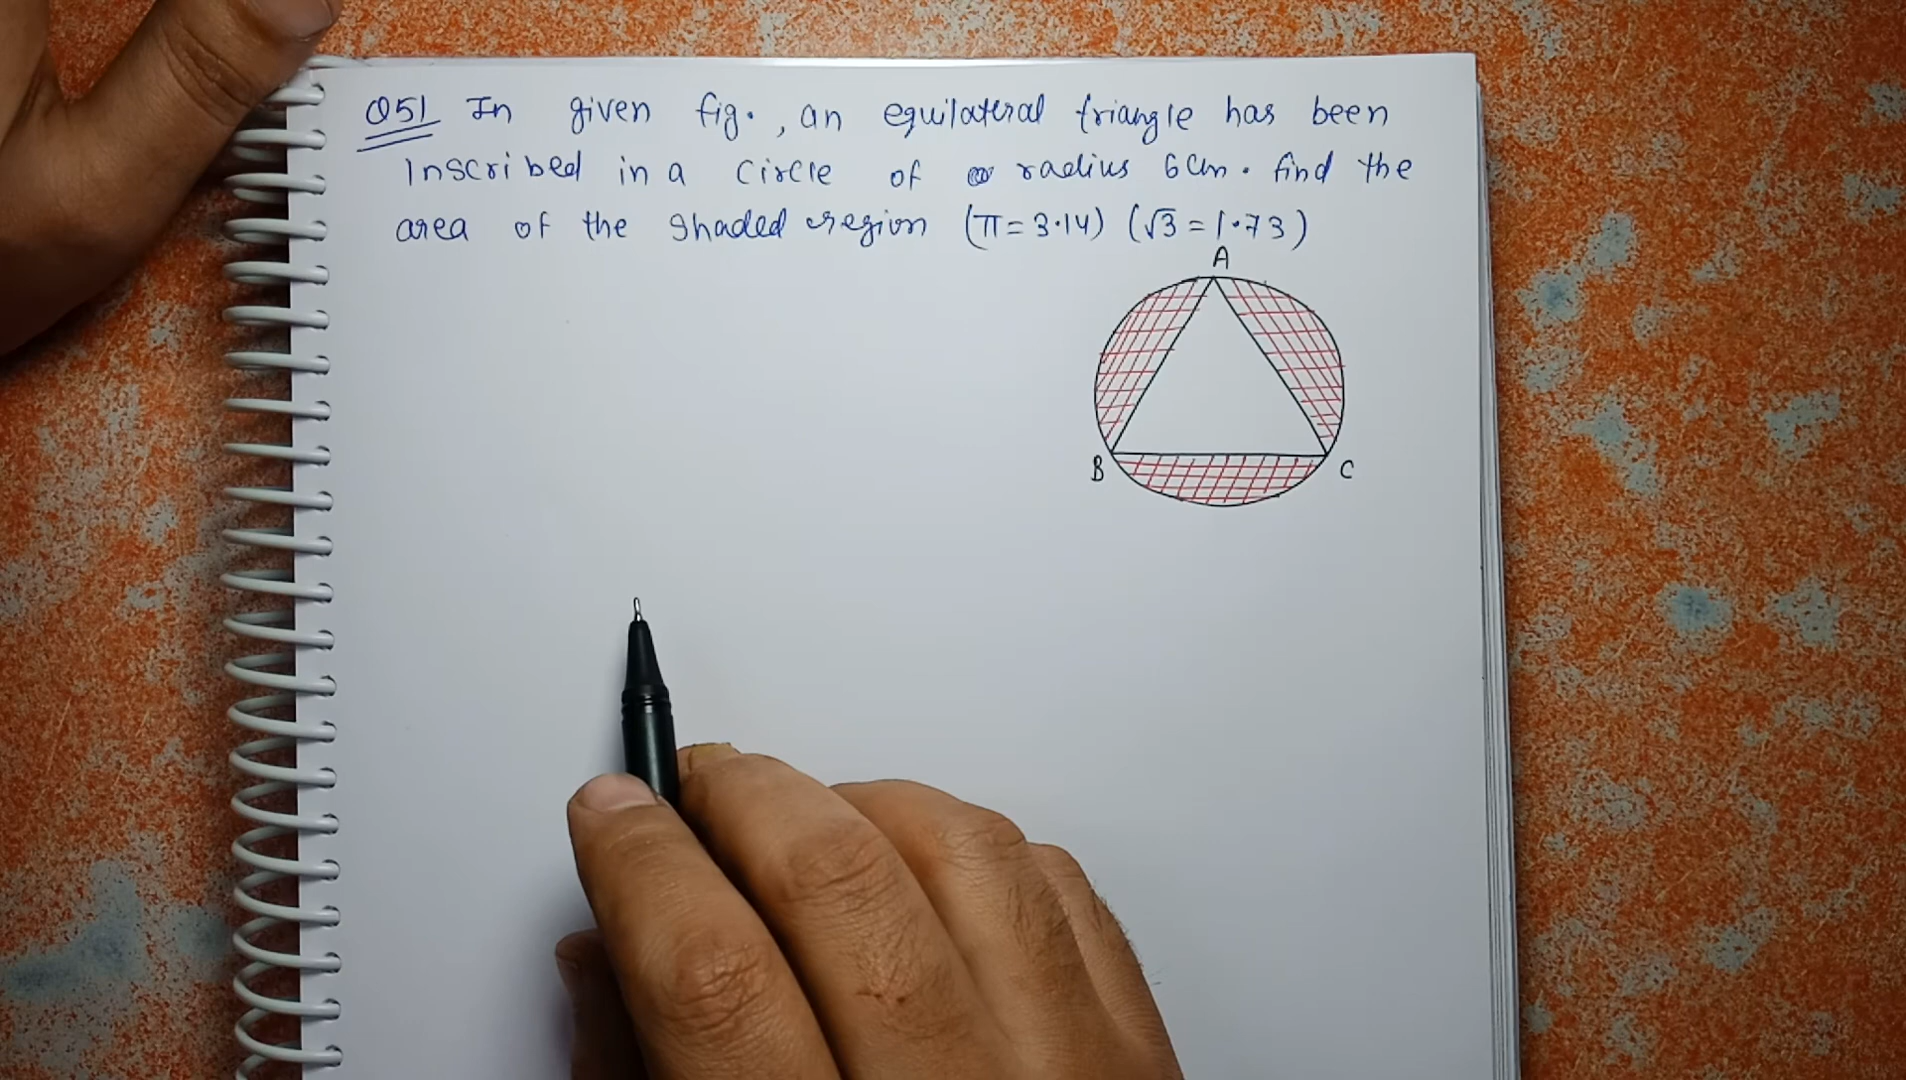 Q51 In given fig., an equilateral triangle has been
Inscribed in a Circle of radius 6cm. find the
area of the shaded region (π = 3.14) (√3 = 1.73)
A
B
C